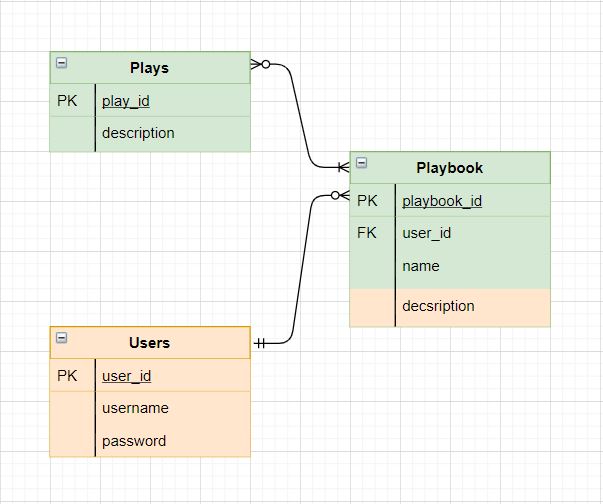 Plays
PK play_id
description
Playbook
PK playbook_id
FK user_id
name
decsription
Users
PK user_id
username
password